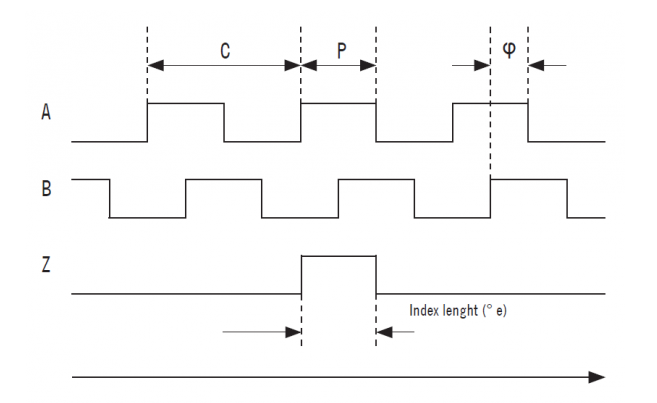 C P φ
A
B
Z
Index lenght (° e)